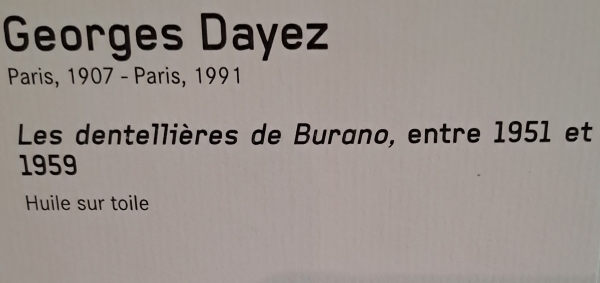 Georges Dayez
Paris, 1907 - Paris, 1991
Les dentellières de Burano, entre 1951 et
1959
Huile sur toile